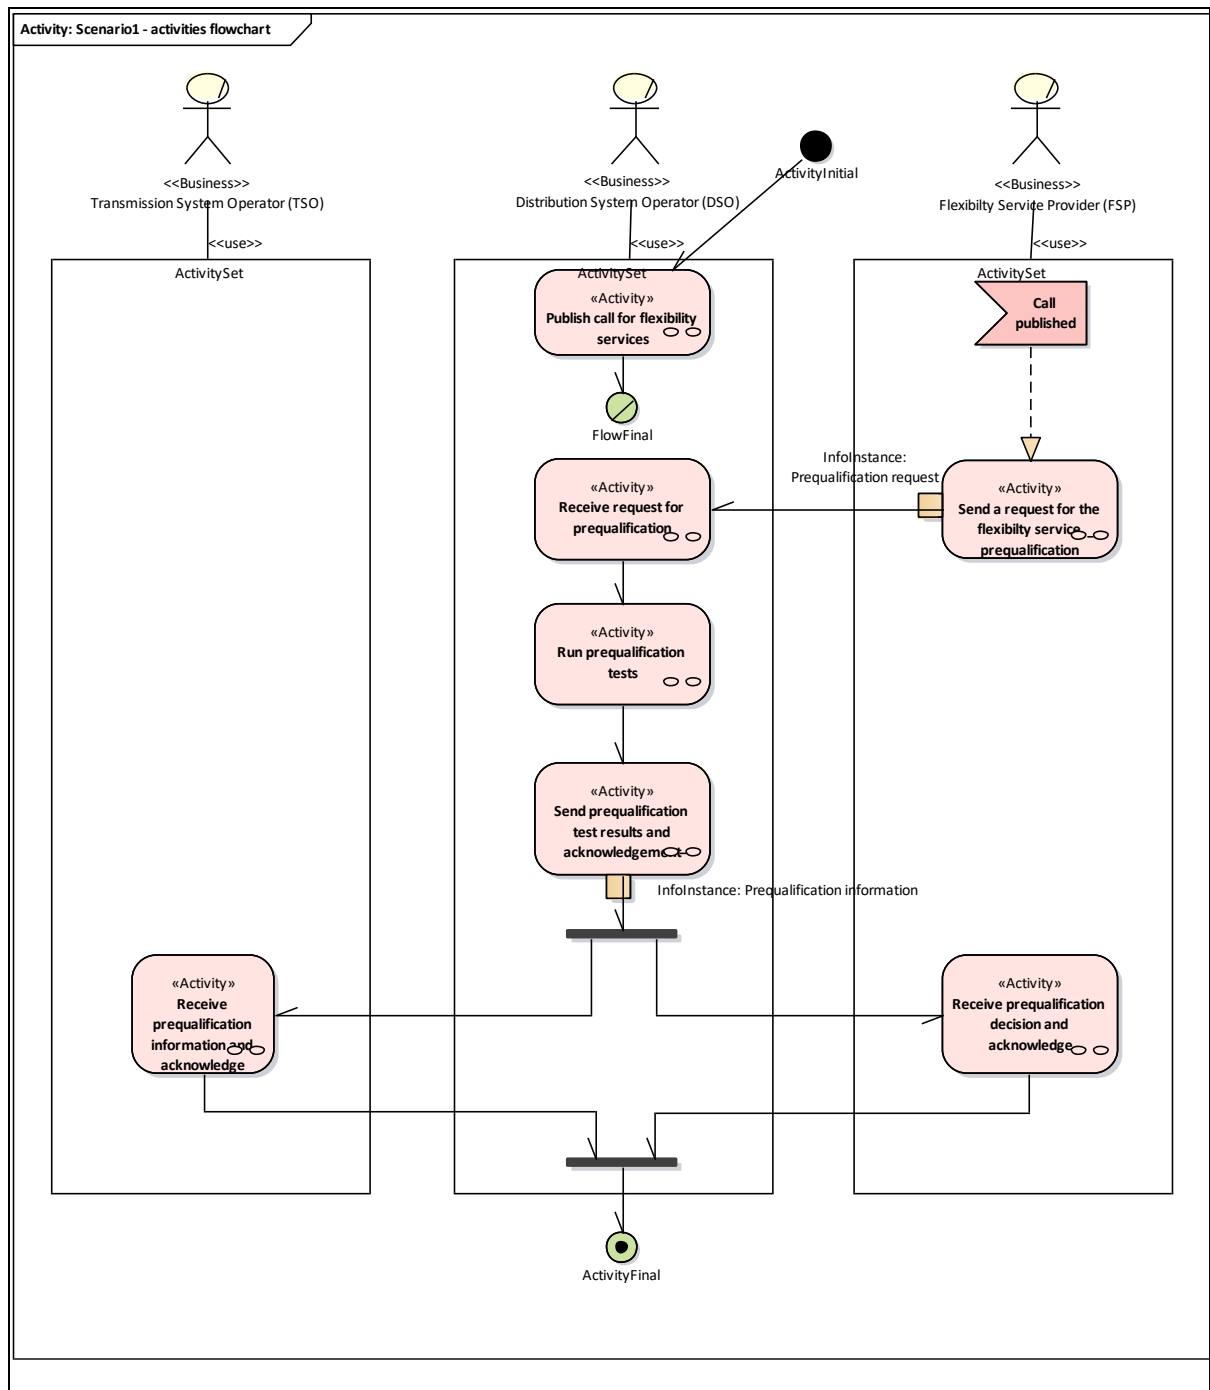 Activity: Scenario1 - activities flowchart
<<Business>>
Transmission System Operator (TSO)
<<use>>
ActivitySet
<<Business>>
Distribution System Operator (DSO)
<<use>>
ActivitySet
ActivityInitial
<<Business>>
Flexibilty Service Provider (FSP)
<<use>>
ActivitySet
«Activity»
Publish call for flexibility
services
Call
published
FlowFinal
InfoInstance:
Prequalification request
«Activity»
Receive request for
prequalification
«Activity»
Send a request for the
flexibilty service
prequalification
«Activity»
Run prequalification
tests
«Activity»
Send prequalification
test results and
acknowledgement
InfoInstance: Prequalification information
«Activity»
Receive
prequalification
information and
acknowledge
«Activity»
Receive prequalification
decision and
acknowledge
ActivityFinal